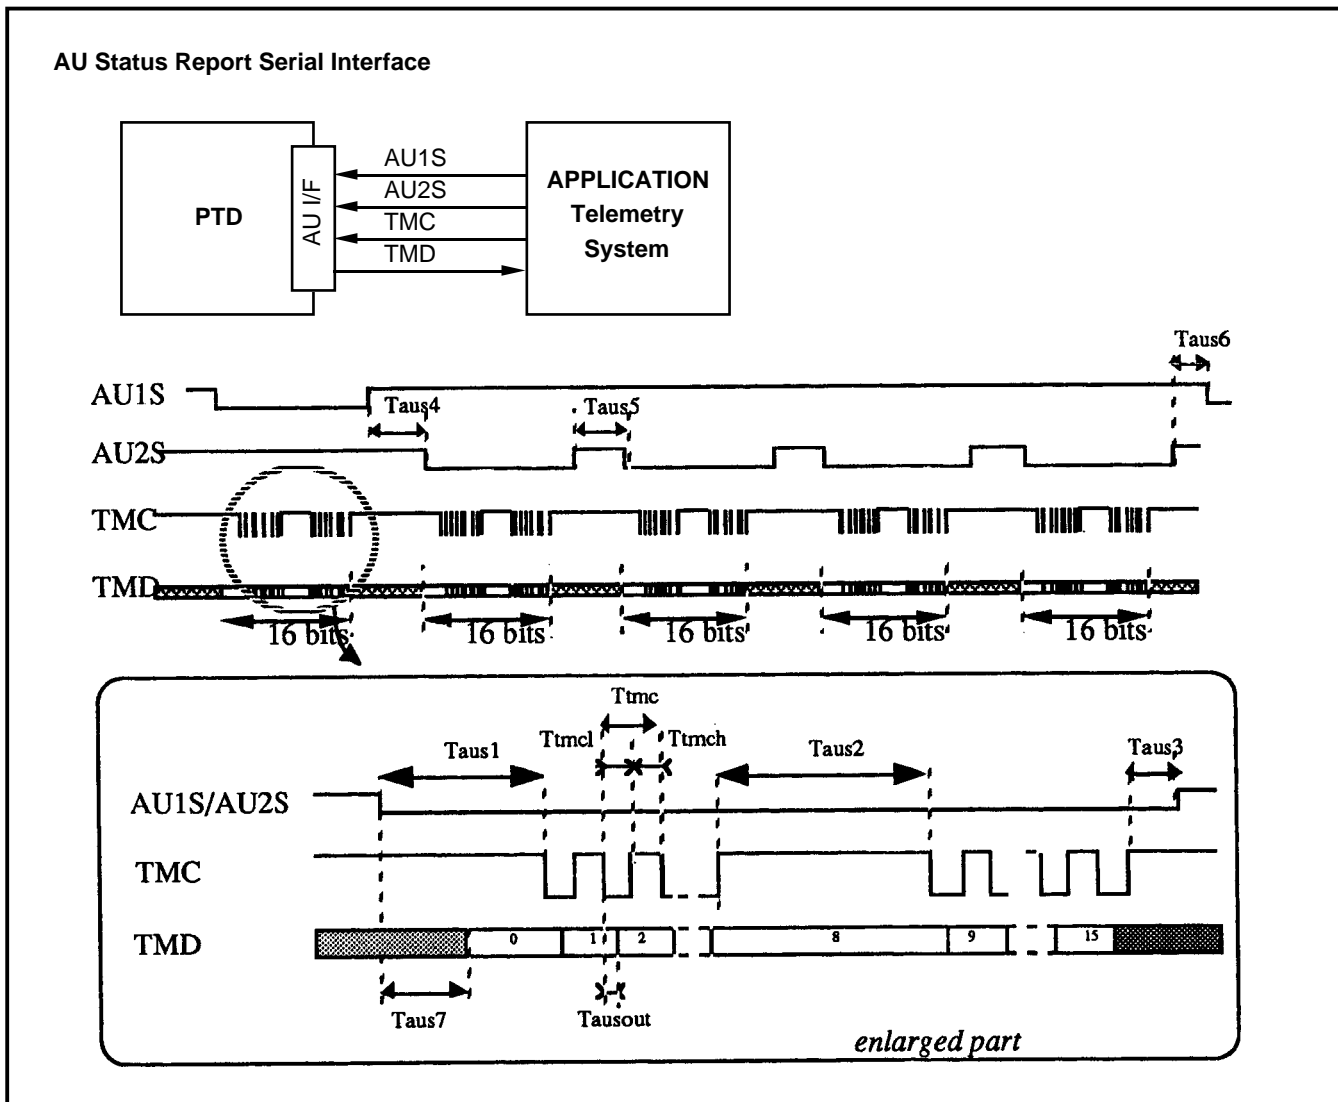 AU Status Report Serial Interface
PTD
AU I/F
AU1S
AU2S
TMC
TMD
APPLICATION
Telemetry
System
Taus6
AU1S
Taus4
Taus5
AU2S
TMC
TMD
16 bits
16 bits
16 bits
16 bits
16 bits
Ttmc
Ttmcl
Ttmch
Taus1
Taus2
Taus3
AU1S/AU2S
TMC
TMD
0
1
2
8
9
15
Taus7
Tausout
enlarged part